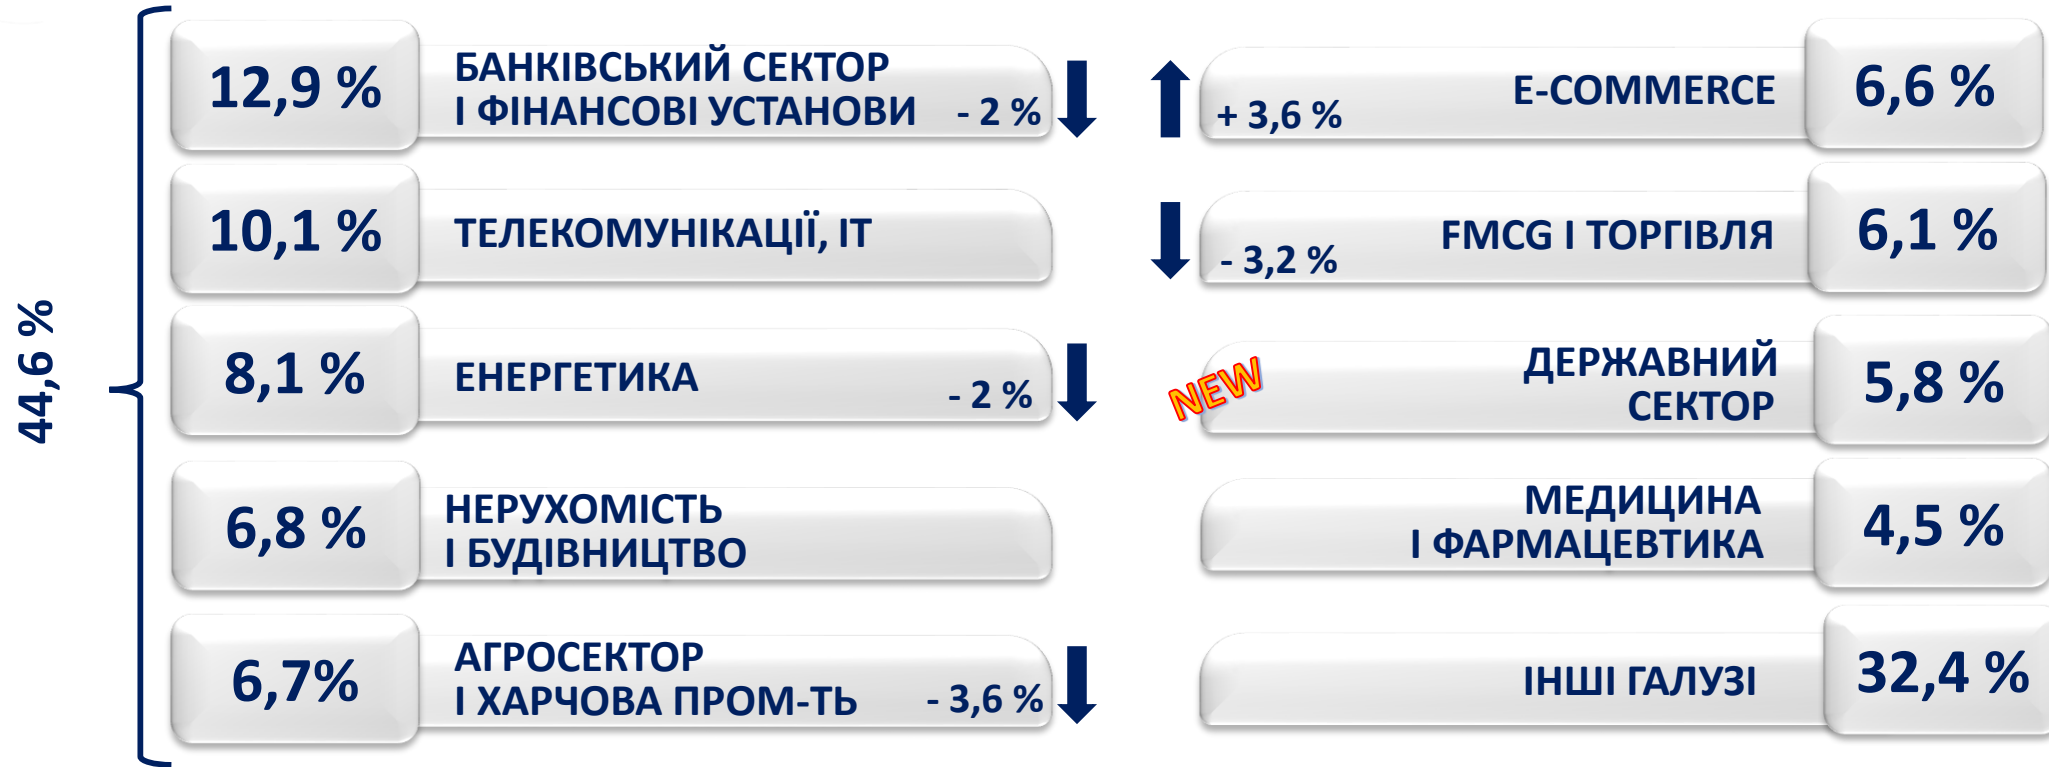 44,6 %
12,9 %
БАНКІВСЬКИЙ СЕКТОР
І ФІНАНСОВІ УСТАНОВИ - 2 %
10,1 %
ТЕЛЕКОМУНІКАЦІЇ, ІТ
8,1 %
ЕНЕРГЕТИКА
- 2 %
6,8 %
НЕРУХОМІСТЬ
І БУДІВНИЦТВО
6,7%
АГРОСЕКТОР
І ХАРЧОВА ПРОМ-ТЬ - 3,6 %
+ 3,6 %
E-COMMERCE
6,6 %
- 3,2 %
FMCG І ТОРГІВЛЯ
6,1 %
NEW
ДЕРЖАВНИЙ
СЕКТОР
5,8 %
МЕДИЦИНА
І ФАРМАЦЕВТИКА
4,5 %
ІНШІ ГАЛУЗІ
32,4 %